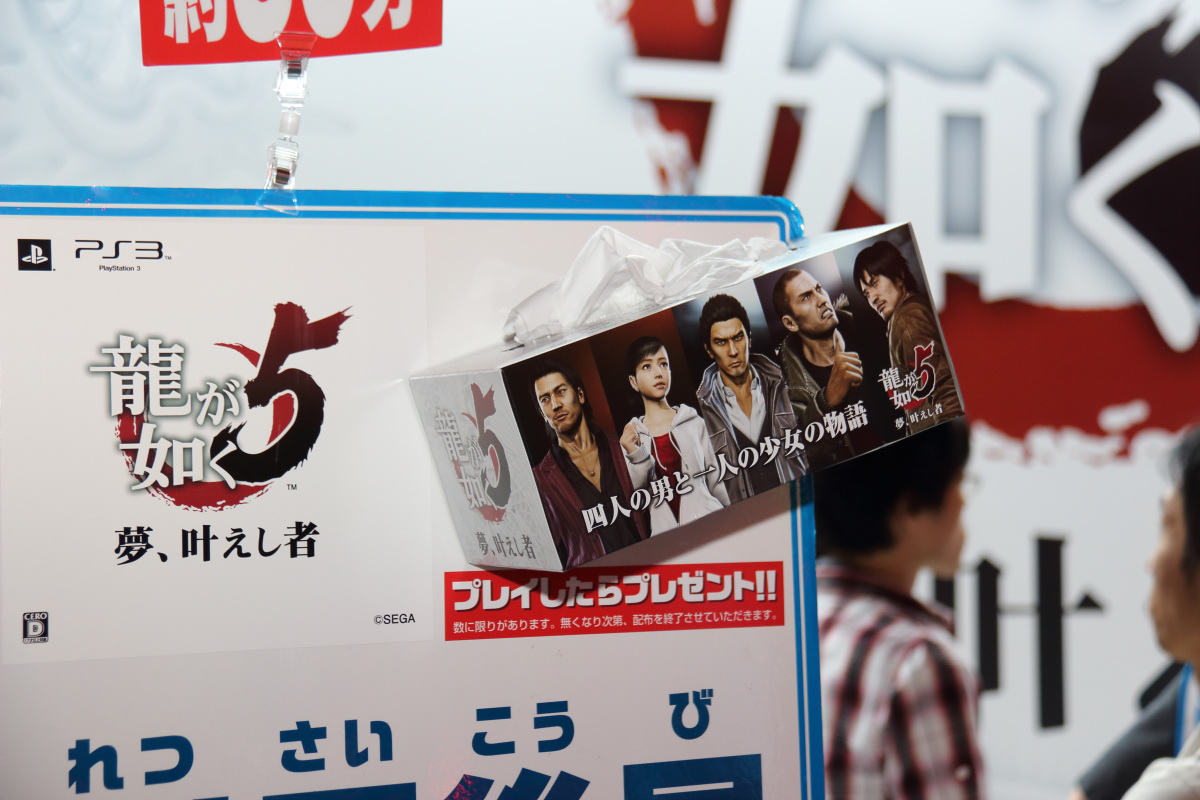 PS3
PlayStation 3
龍が
如く5
TM
夢、叶えし者
CERO
D
©SEGA
龍が
如く5
夢、叶えし者
四人の男と一人の少女の物語
龍が
如く5
夢、叶えし者
プレイしたらプレゼント!!
数に限りがあります。無くなり次第、配布を終了させていただきます。
れつ さい こう び
如く
叶